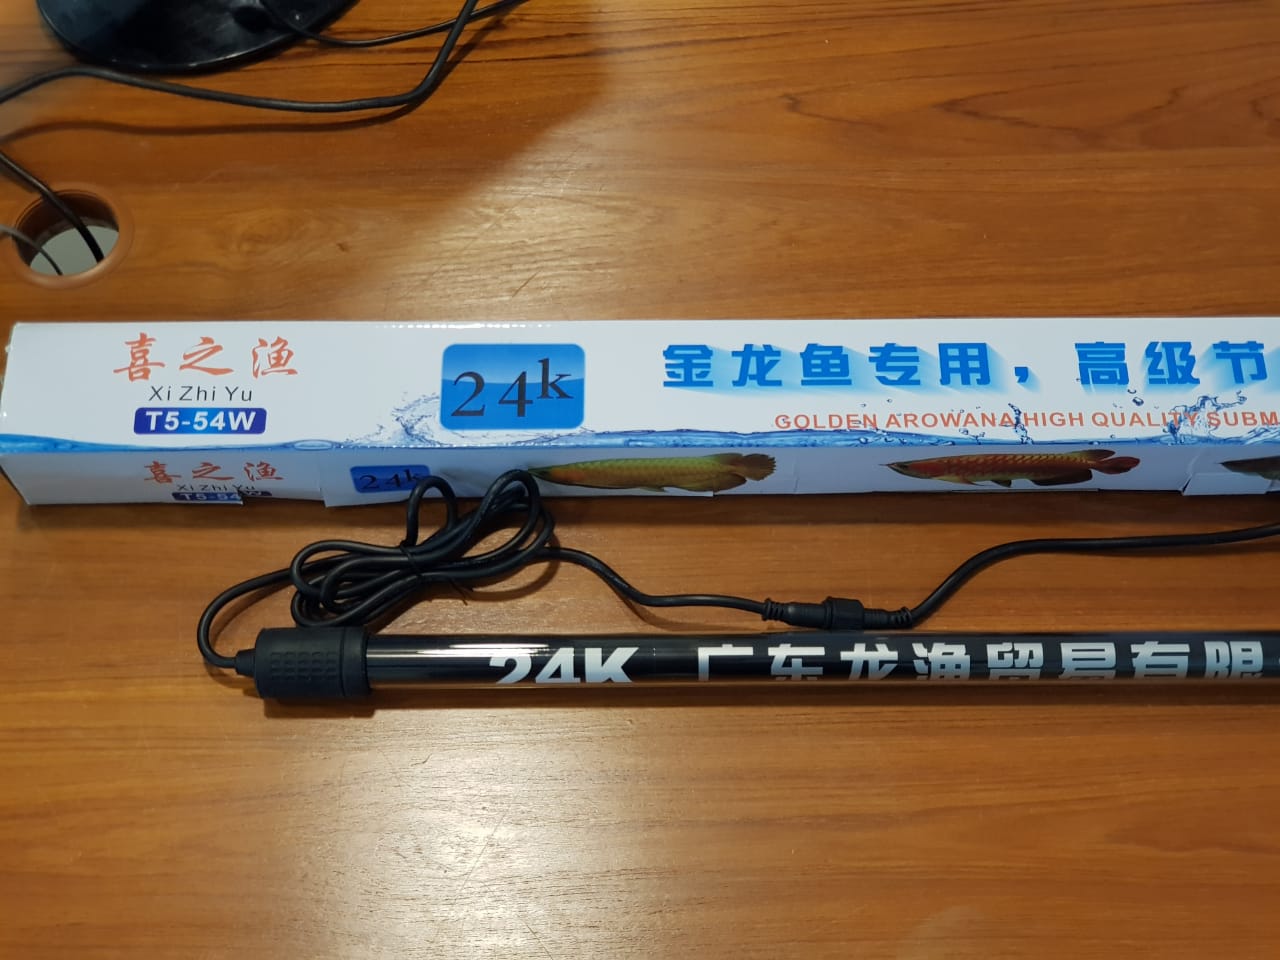 喜之渔
Xi Zhi Yu
T5-54W
24k
金龙鱼专用，高级节
GOLDEN AROWANA HIGH QUALITY SUBM
喜之渔
Xi Zhi Yu
T5-54W
24k
24K 广东龙渔贸易有限